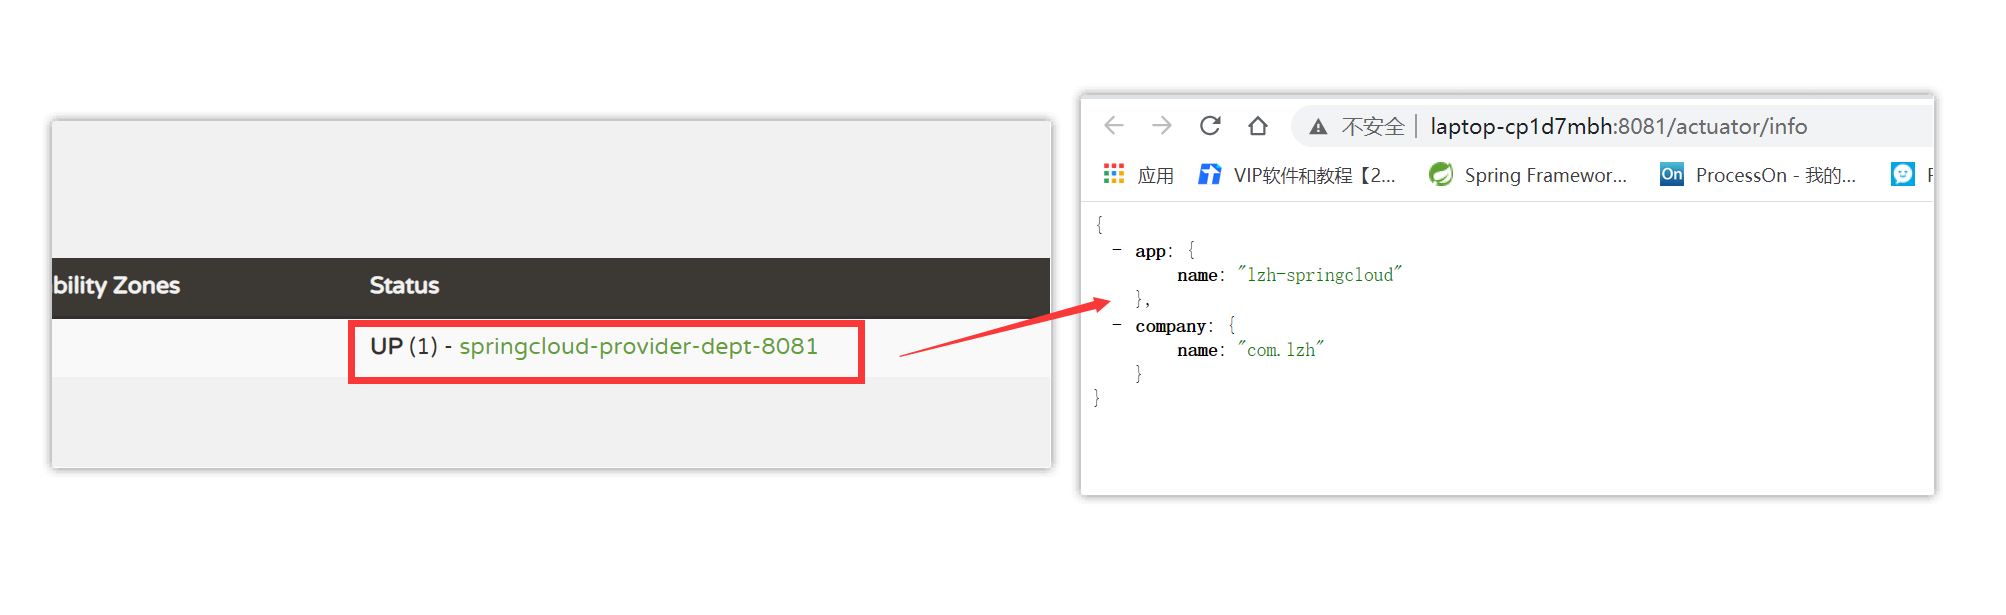 bility Zones Status
UP (1) - springcloud-provider-dept-8081
不安全 laptop-cp1d7mbh:8081/actuator/info
应用 VIP软件和教程【2... Spring Framewor... On ProcessOn - 我的...
{
- app: {
name: "lzh-springcloud"
},
- company: {
name: "com.lzh"
}
}